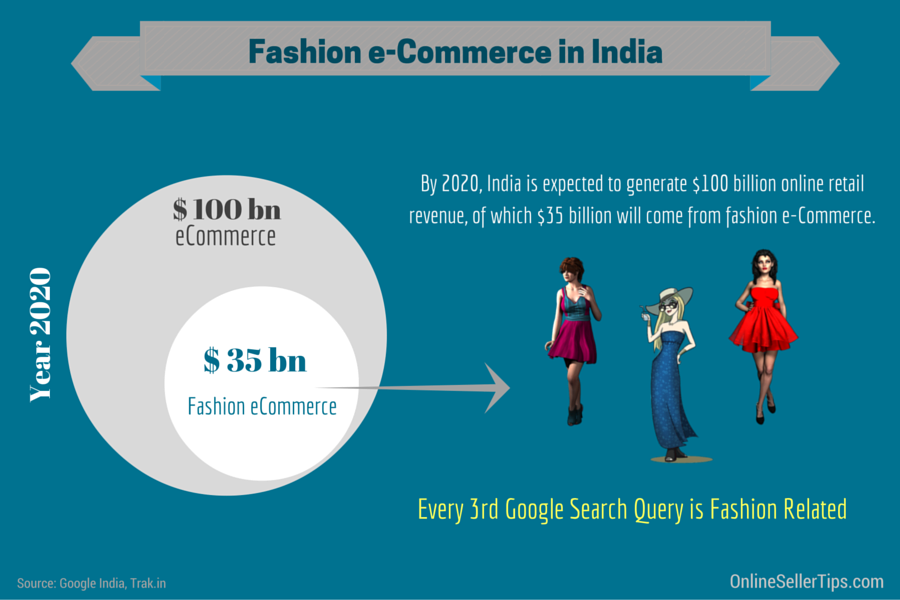 Fashion e-Commerce in India
By 2020, India is expected to generate $100 billion online retail
revenue, of which $35 billion will come from fashion e-Commerce.
$ 100 bn
eCommerce
Year 2020
$ 35 bn
Fashion eCommerce
Every 3rd Google Search Query is Fashion Related
Source: Google India, Trak.in
OnlineSellerTips.com